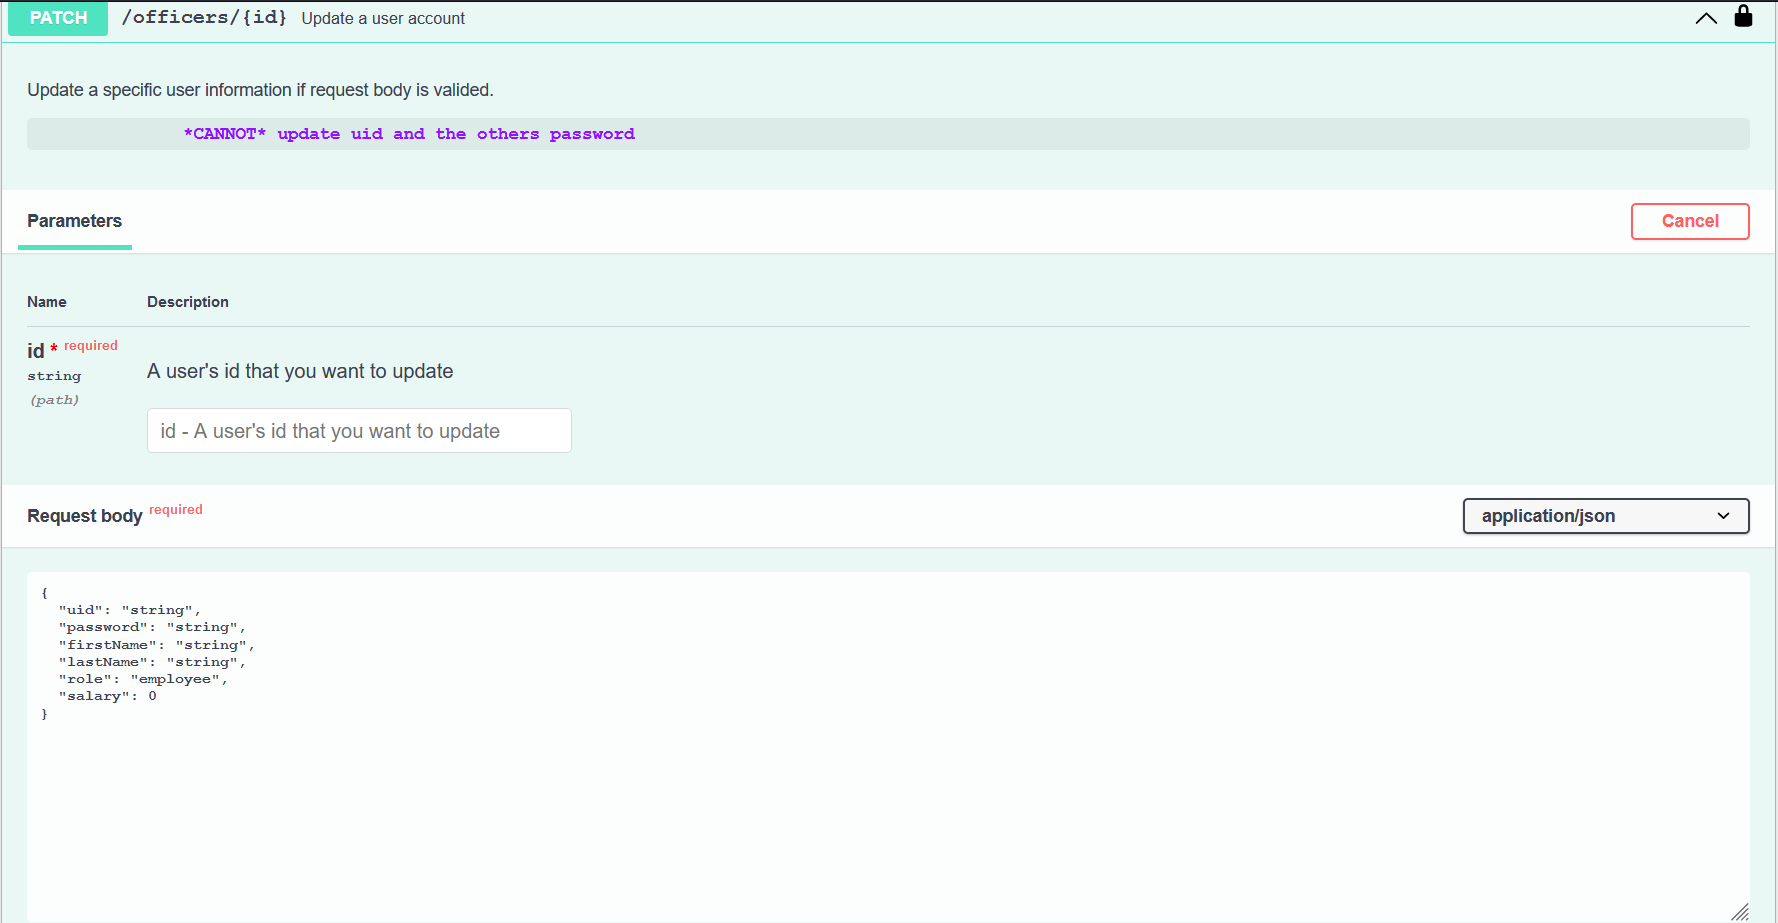 PATCH /officers/{id} Update a user account
Update a specific user information if request body is valided.
*CANNOT* update uid and the others password
Parameters
Cancel
Name Description
id * required
string
(path)
A user's id that you want to update
id - A user's id that you want to update
Request body required
application/json
{
  "uid": "string",
  "password": "string",
  "firstName": "string",
  "lastName": "string",
  "role": "employee",
  "salary": 0
}